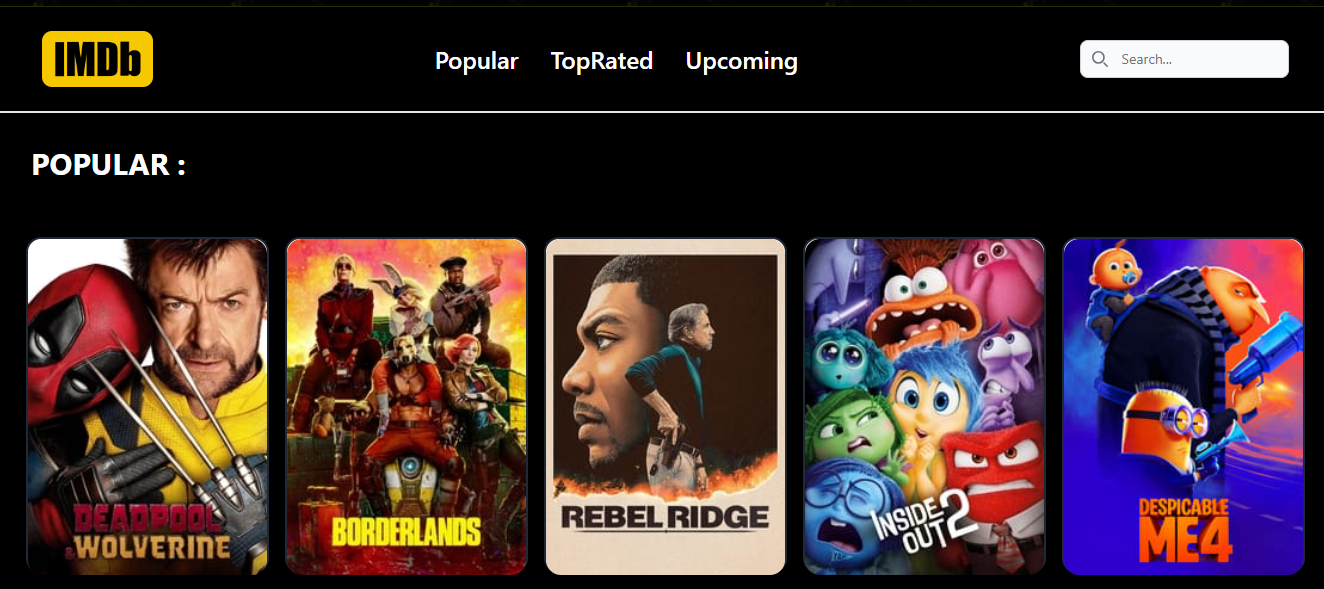 IMDb
Popular TopRated Upcoming
Search...
POPULAR :
DEADPOOL
& WOLVERINE
BORDERLANDS
REBEL RIDGE
INSIDE
OUT 2
DESPICABLE
ME 4